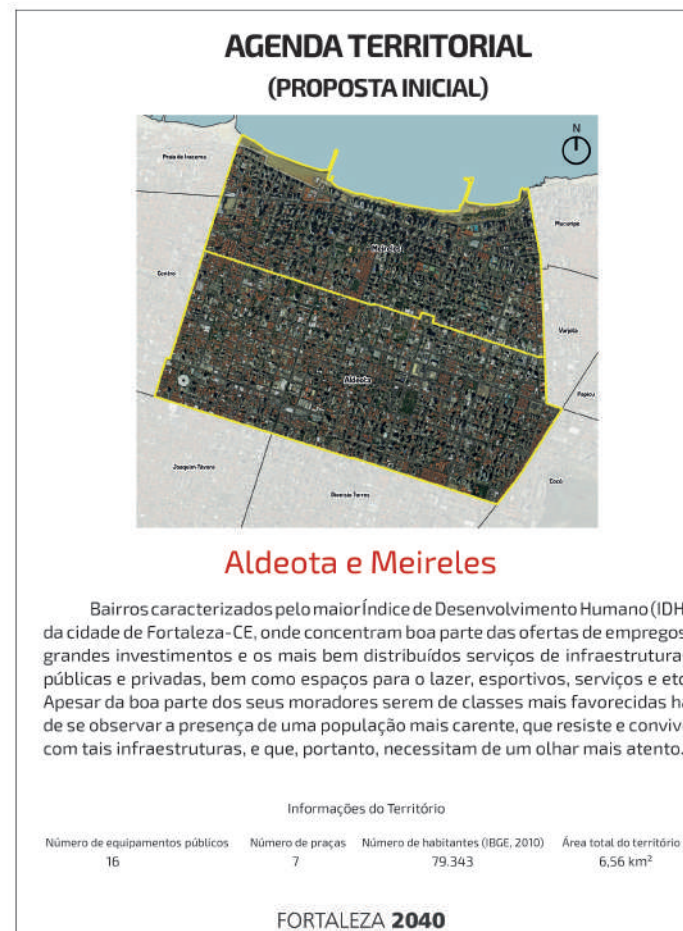 AGENDA TERRITORIAL
(PROPOSTA INICIAL)
N
Praia de Iracema
Mucuripe
Meireles
Centro
Varjota
Aldeota
Papicu
Joaquim Távora
Dionísio Torres
Cocó
Aldeota e Meireles
Bairros caracterizados pelo maior Índice de Desenvolvimento Humano (IDH
da cidade de Fortaleza-CE, onde concentram boa parte das ofertas de empregos
grandes investimentos e os mais bem distribuídos serviços de infraestrutura
públicas e privadas, bem como espaços para o lazer, esportivos, serviços e etc
Apesar da boa parte dos seus moradores serem de classes mais favorecidas há
de se observar a presença de uma população mais carente, que resiste e conviv
com tais infraestruturas, e que, portanto, necessitam de um olhar mais atento.
Informações do Território
Número de equipamentos públicos Número de praças Número de habitantes (IBGE, 2010) Área total do território
16 7 79.343 6,56 km²
FORTALEZA 2040